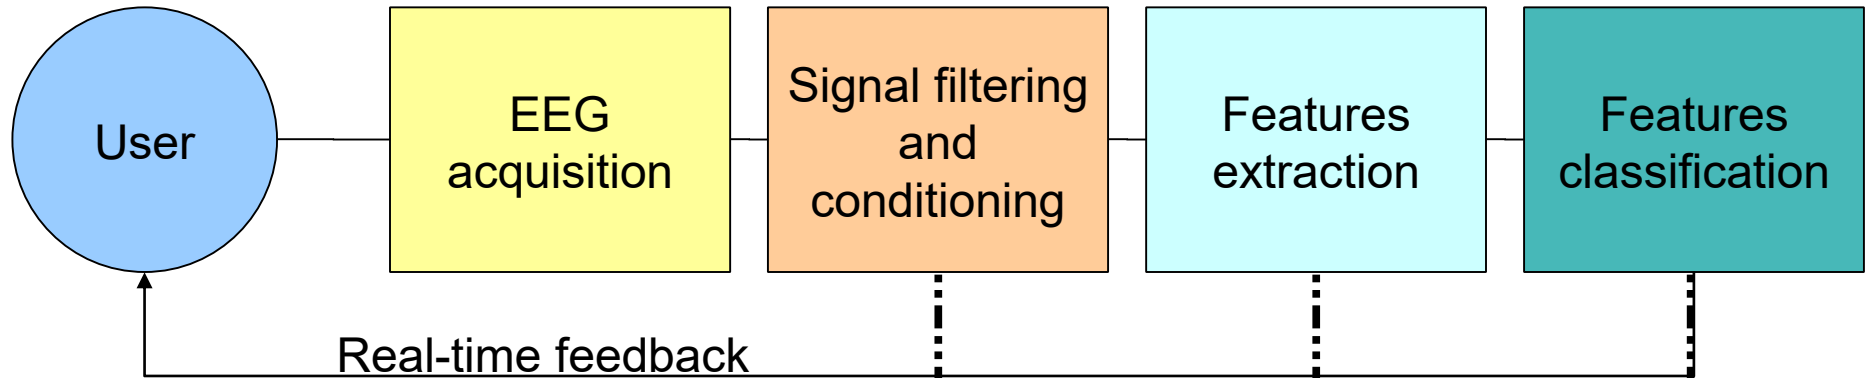 User
EEG
acquisition
Signal filtering
and
conditioning
Features
extraction
Features
classification
Real-time feedback